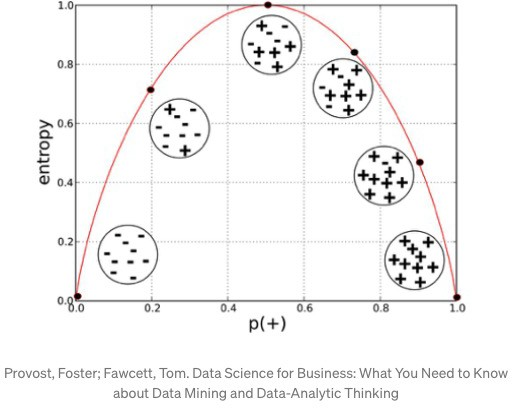 1.0
0.8
0.6
0.4
0.2
0.0
entropy
0.0 0.2 0.4 0.6 0.8 1.0
p(+)
Provost, Foster; Fawcett, Tom. Data Science for Business: What You Need to Know
about Data Mining and Data-Analytic Thinking